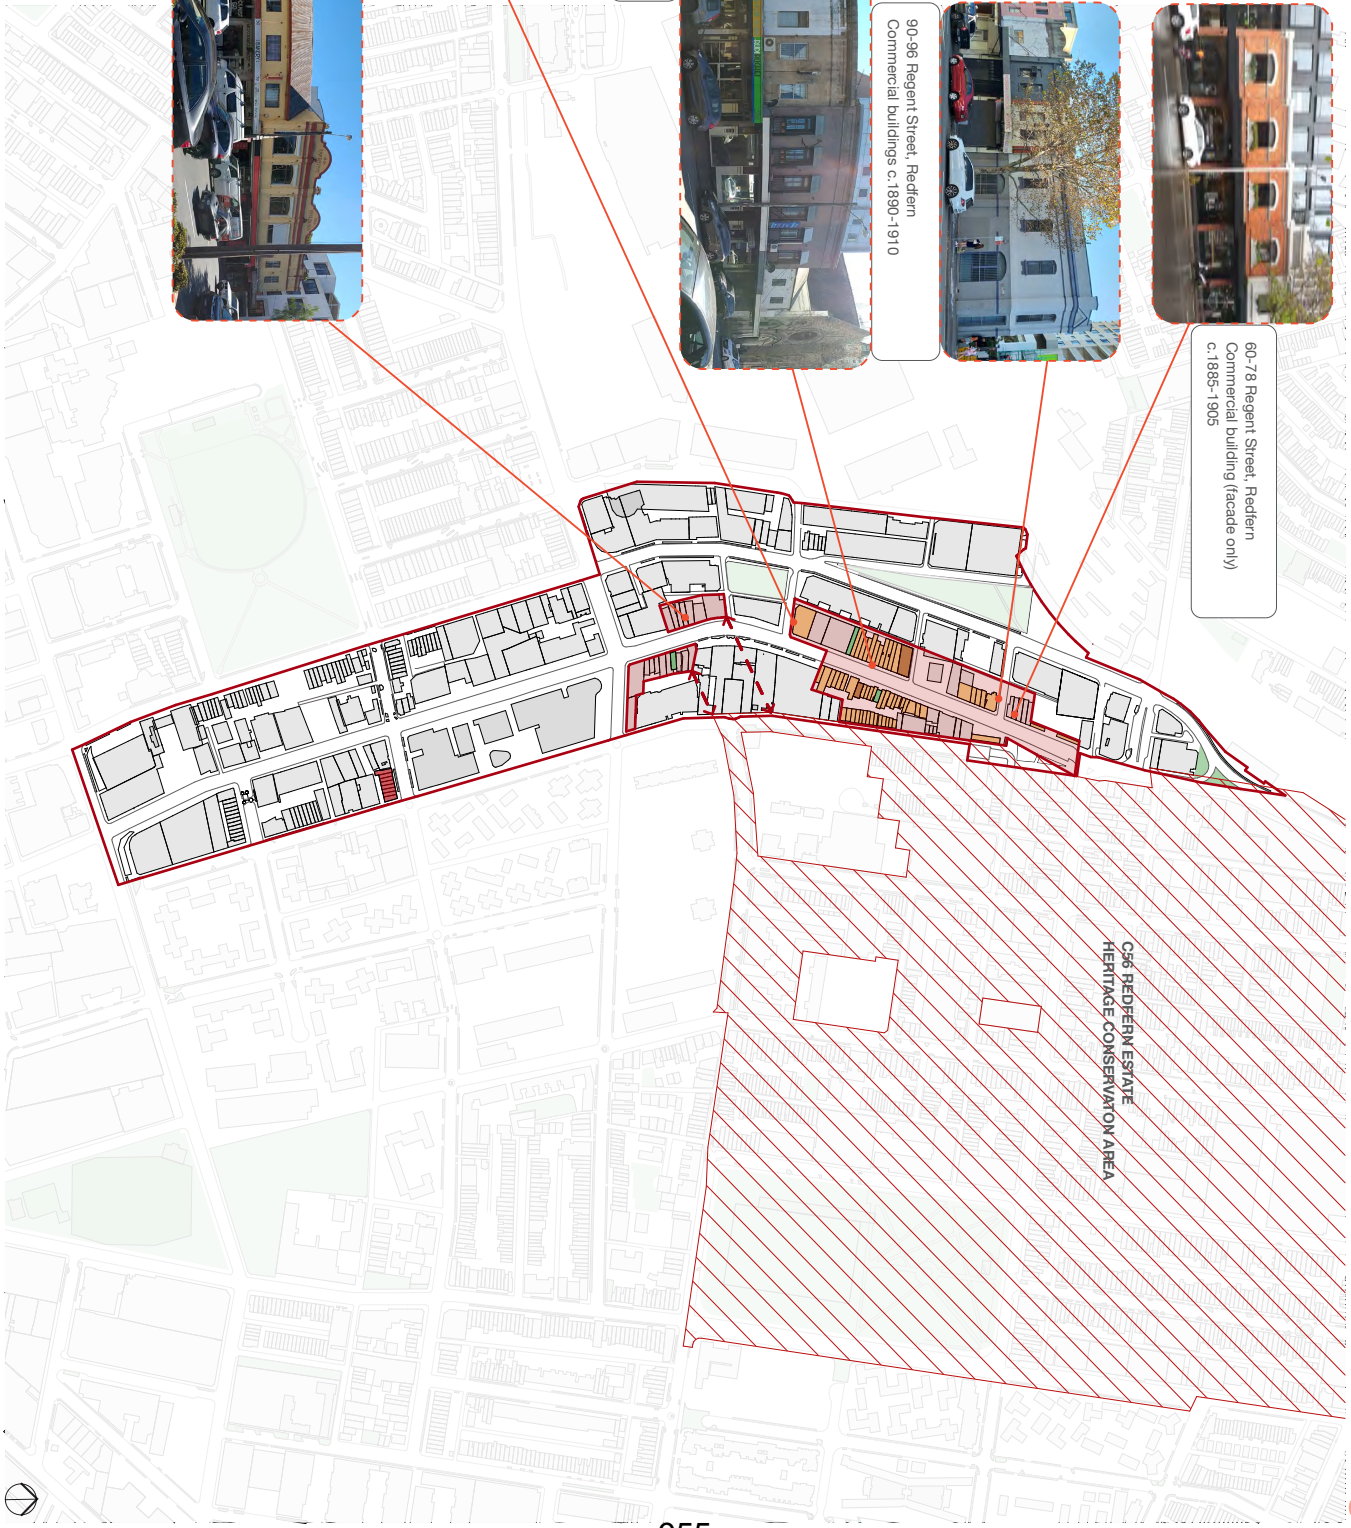 90-96 Regent Street, Redfern
Commercial buildings c.1890-1910
60-78 Regent Street, Redfern
Commercial building (facade only)
c.1885-1905
C56 REDFERN ESTATE
HERITAGE CONSERVATON AREA